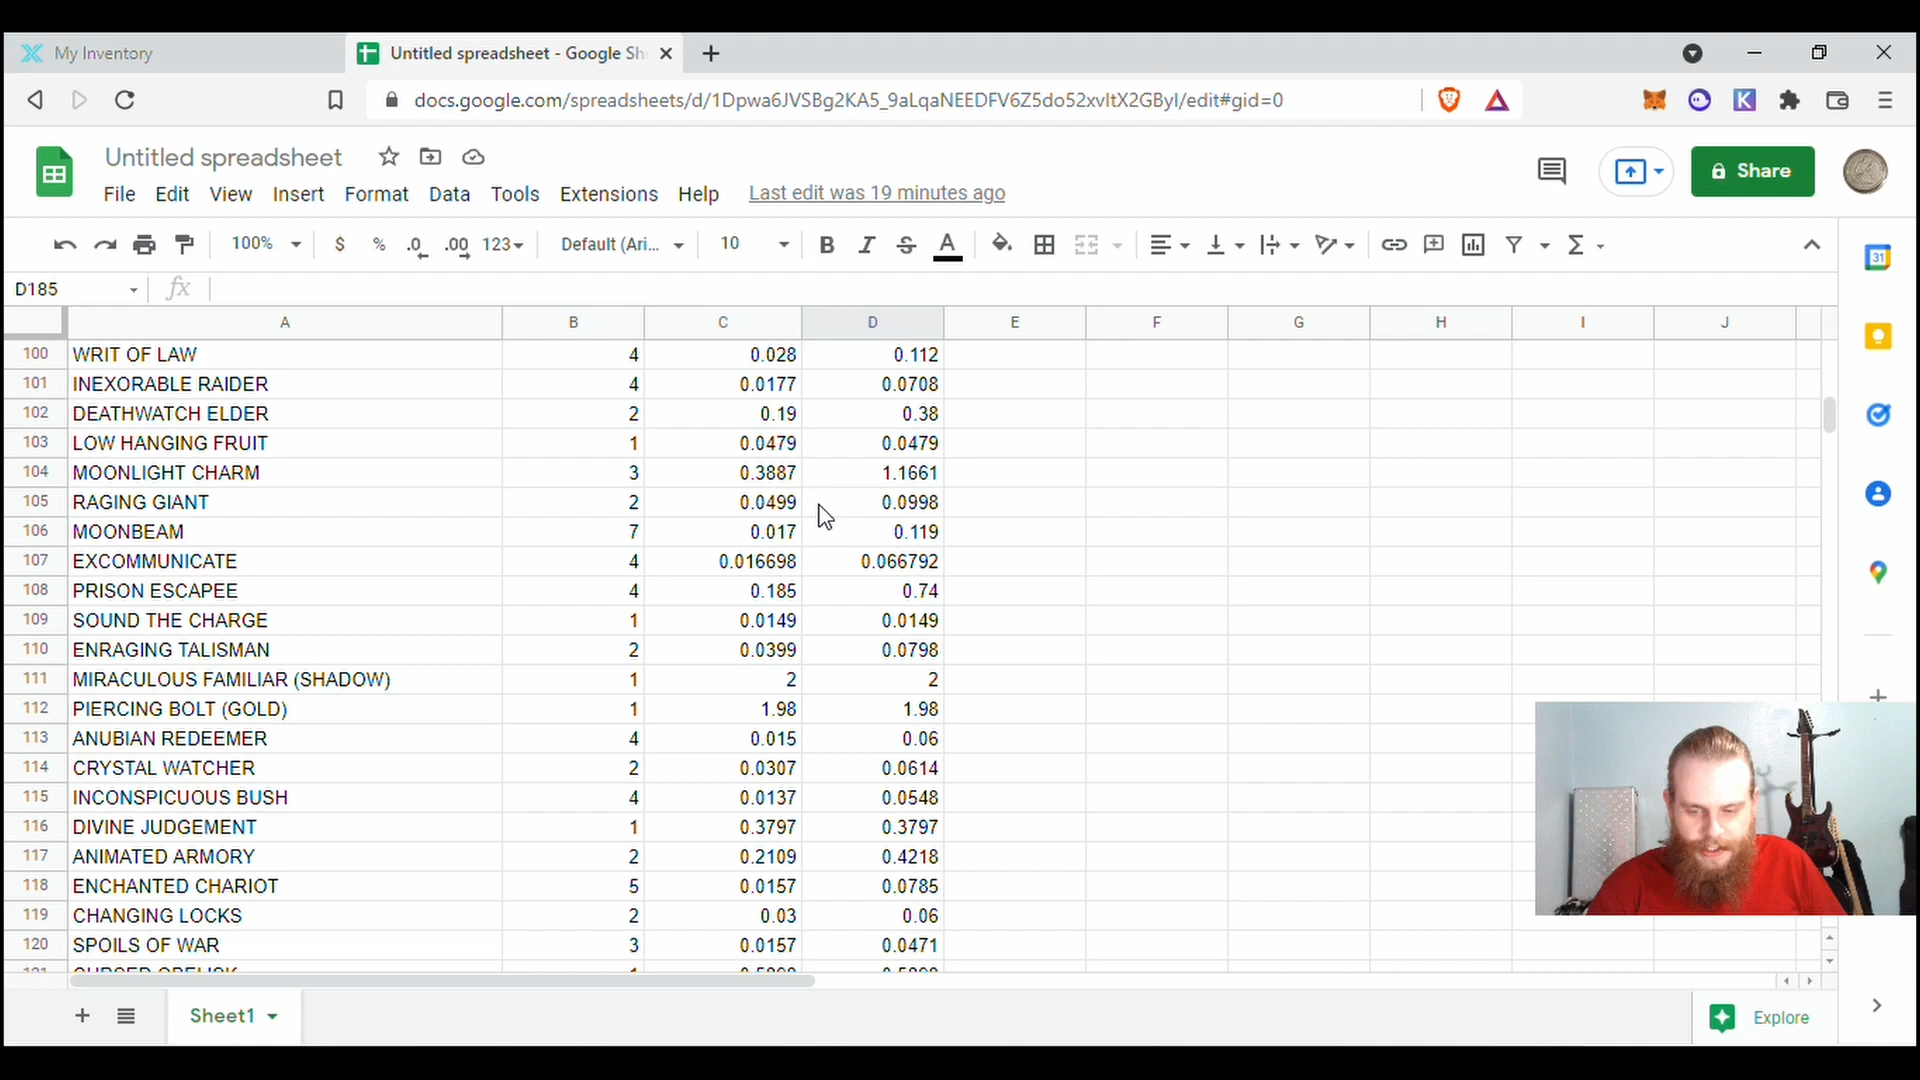 My Inventory
Untitled spreadsheet - Google Sh
docs.google.com/spreadsheets/d/1Dpwa6JVSBg2KA5_9aLqaNEEDFV6Z5do52xvItX2GByI/edit#gid=0
Untitled spreadsheet
File Edit View Insert Format Data Tools Extensions Help Last edit was 19 minutes ago
Share
100% $ % .0 .00 123 Default (Ari... 10 B I S A
D185 fx
A B C D E F G H I J
100 WRIT OF LAW 4 0.028 0.112
101 INEXORABLE RAIDER 4 0.0177 0.0708
102 DEATHWATCH ELDER 2 0.19 0.38
103 LOW HANGING FRUIT 1 0.0479 0.0479
104 MOONLIGHT CHARM 3 0.3887 1.1661
105 RAGING GIANT 2 0.0499 0.0998
106 MOONBEAM 7 0.017 0.119
107 EXCOMMUNICATE 4 0.016698 0.066792
108 PRISON ESCAPEE 4 0.185 0.74
109 SOUND THE CHARGE 1 0.0149 0.0149
110 ENRAGING TALISMAN 2 0.0399 0.0798
111 MIRACULOUS FAMILIAR (SHADOW) 1 2 2
112 PIERCING BOLT (GOLD) 1 1.98 1.98
113 ANUBIAN REDEEMER 4 0.015 0.06
114 CRYSTAL WATCHER 2 0.0307 0.0614
115 INCONSPICUOUS BUSH 4 0.0137 0.0548
116 DIVINE JUDGEMENT 1 0.3797 0.3797
117 ANIMATED ARMORY 2 0.2109 0.4218
118 ENCHANTED CHARIOT 5 0.0157 0.0785
119 CHANGING LOCKS 2 0.03 0.06
120 SPOILS OF WAR 3 0.0157 0.0471
Sheet1
Explore